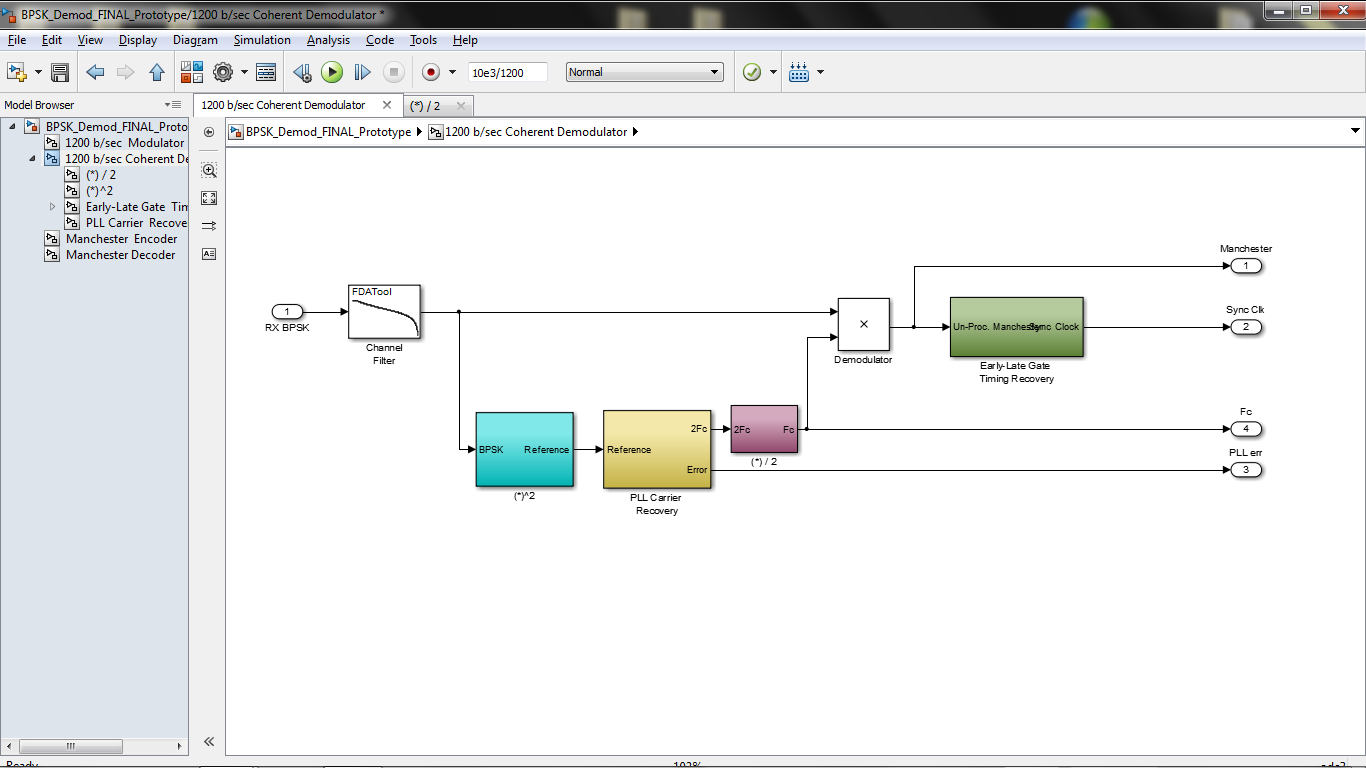 BPSK_Demod_FINAL_Prototype/1200 b/sec Coherent Demodulator *
File Edit View Display Diagram Simulation Analysis Code Tools Help
10e3/1200 Normal
Model Browser
1200 b/sec Coherent Demodulator
(*) / 2
BPSK_Demod_FINAL_Proto
1200 b/sec Modulator
1200 b/sec Coherent De
(*) / 2
(*)^2
Early-Late Gate Tim
PLL Carrier Recove
Manchester Encoder
Manchester Decoder
BPSK_Demod_FINAL_Prototype 1200 b/sec Coherent Demodulator
Manchester
1
1
RX BPSK
FDATool
Channel
Filter
×
Demodulator
Un-Proc. Manchester
Sync Clock
Early-Late Gate
Timing Recovery
Sync Clk
2
BPSK Reference
(*)^2
Reference
2Fc
Error
PLL Carrier
Recovery
2Fc Fc
(*) / 2
Fc
4
PLL err
3
Ready
102%